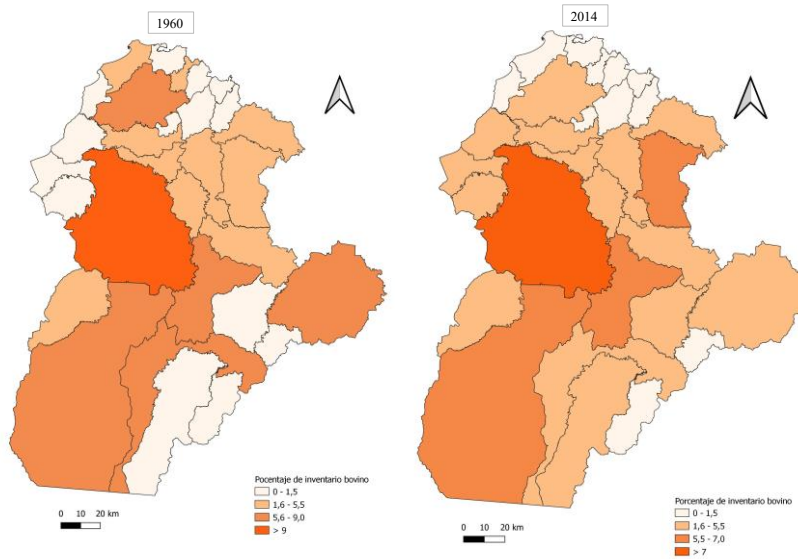 1960
Pocentaje de inventario bovino
0 - 1,5
1,6 - 5,5
5,6 - 9,0
> 9
0 10 20 km
2014
Porcentaje de inventario bovino
0 - 1,5
1,6 - 5,5
5,5 - 7,0
> 7
0 10 20 km